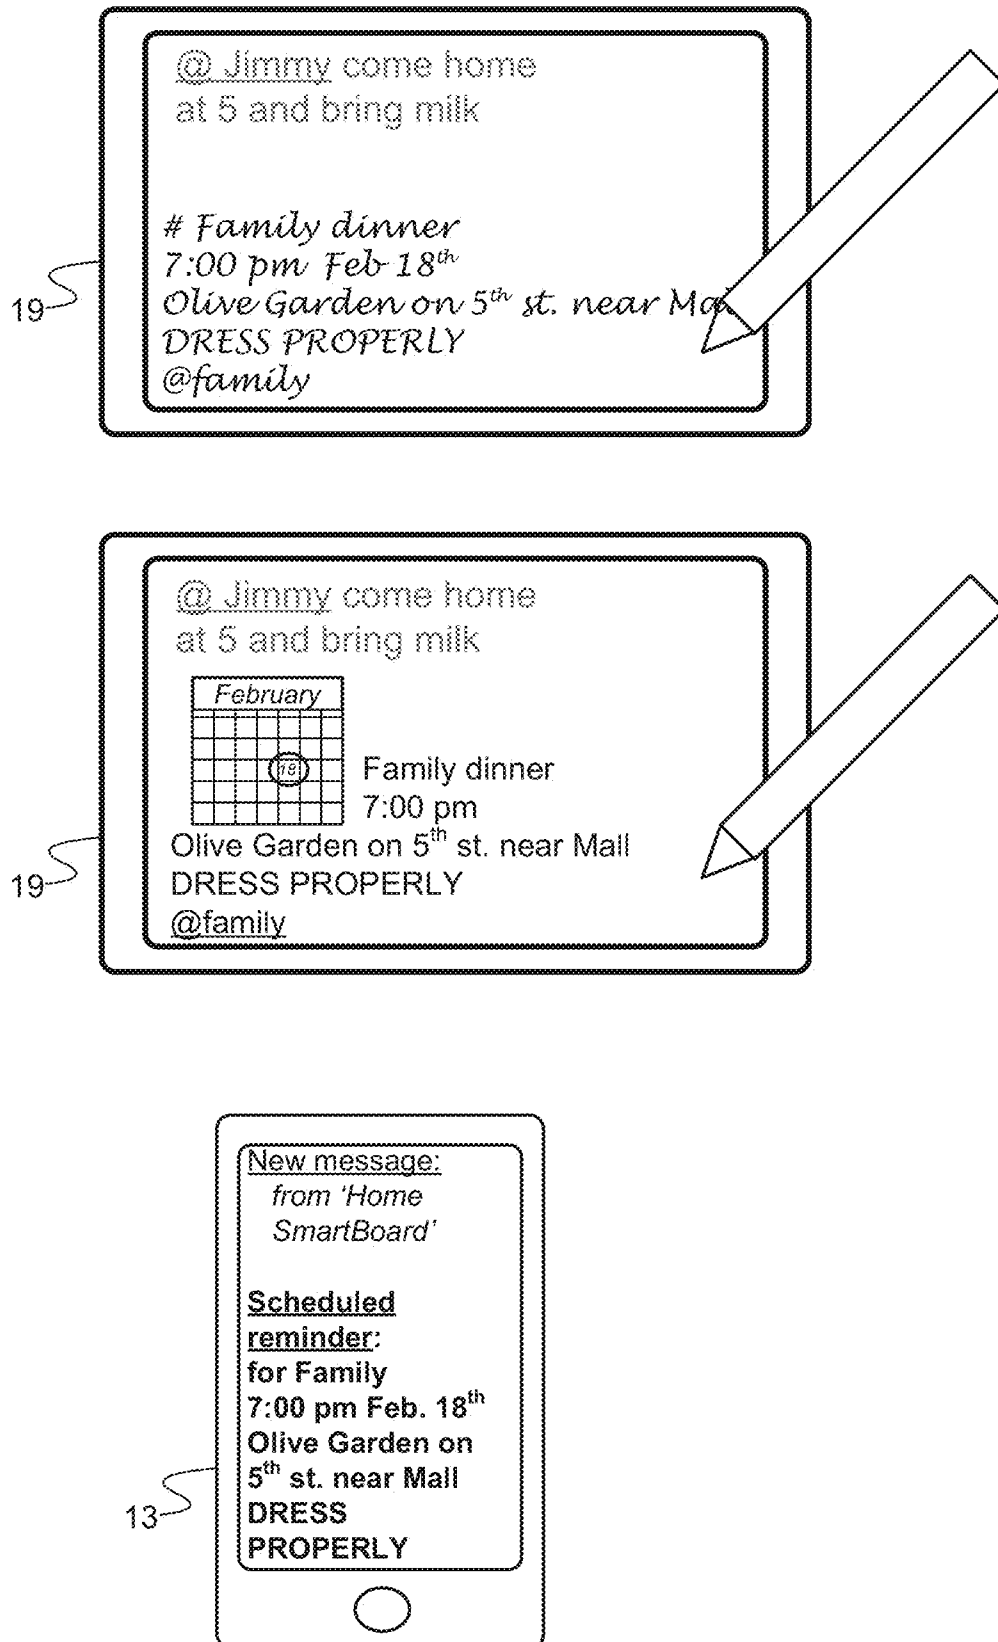 @ Jimmy come home
at 5 and bring milk
# Family dinner
7:00 pm Feb 18th
Olive Garden on 5th st. near Mall
DRESS PROPERLY
@family
19
@ Jimmy come home
at 5 and bring milk
February
Family dinner
7:00 pm
Olive Garden on 5th st. near Mall
DRESS PROPERLY
@family
19
New message:
from ‘Home
SmartBoard’
Scheduled
reminder:
for Family
7:00 pm Feb. 18th
Olive Garden on
5th st. near Mall
DRESS
PROPERLY
13